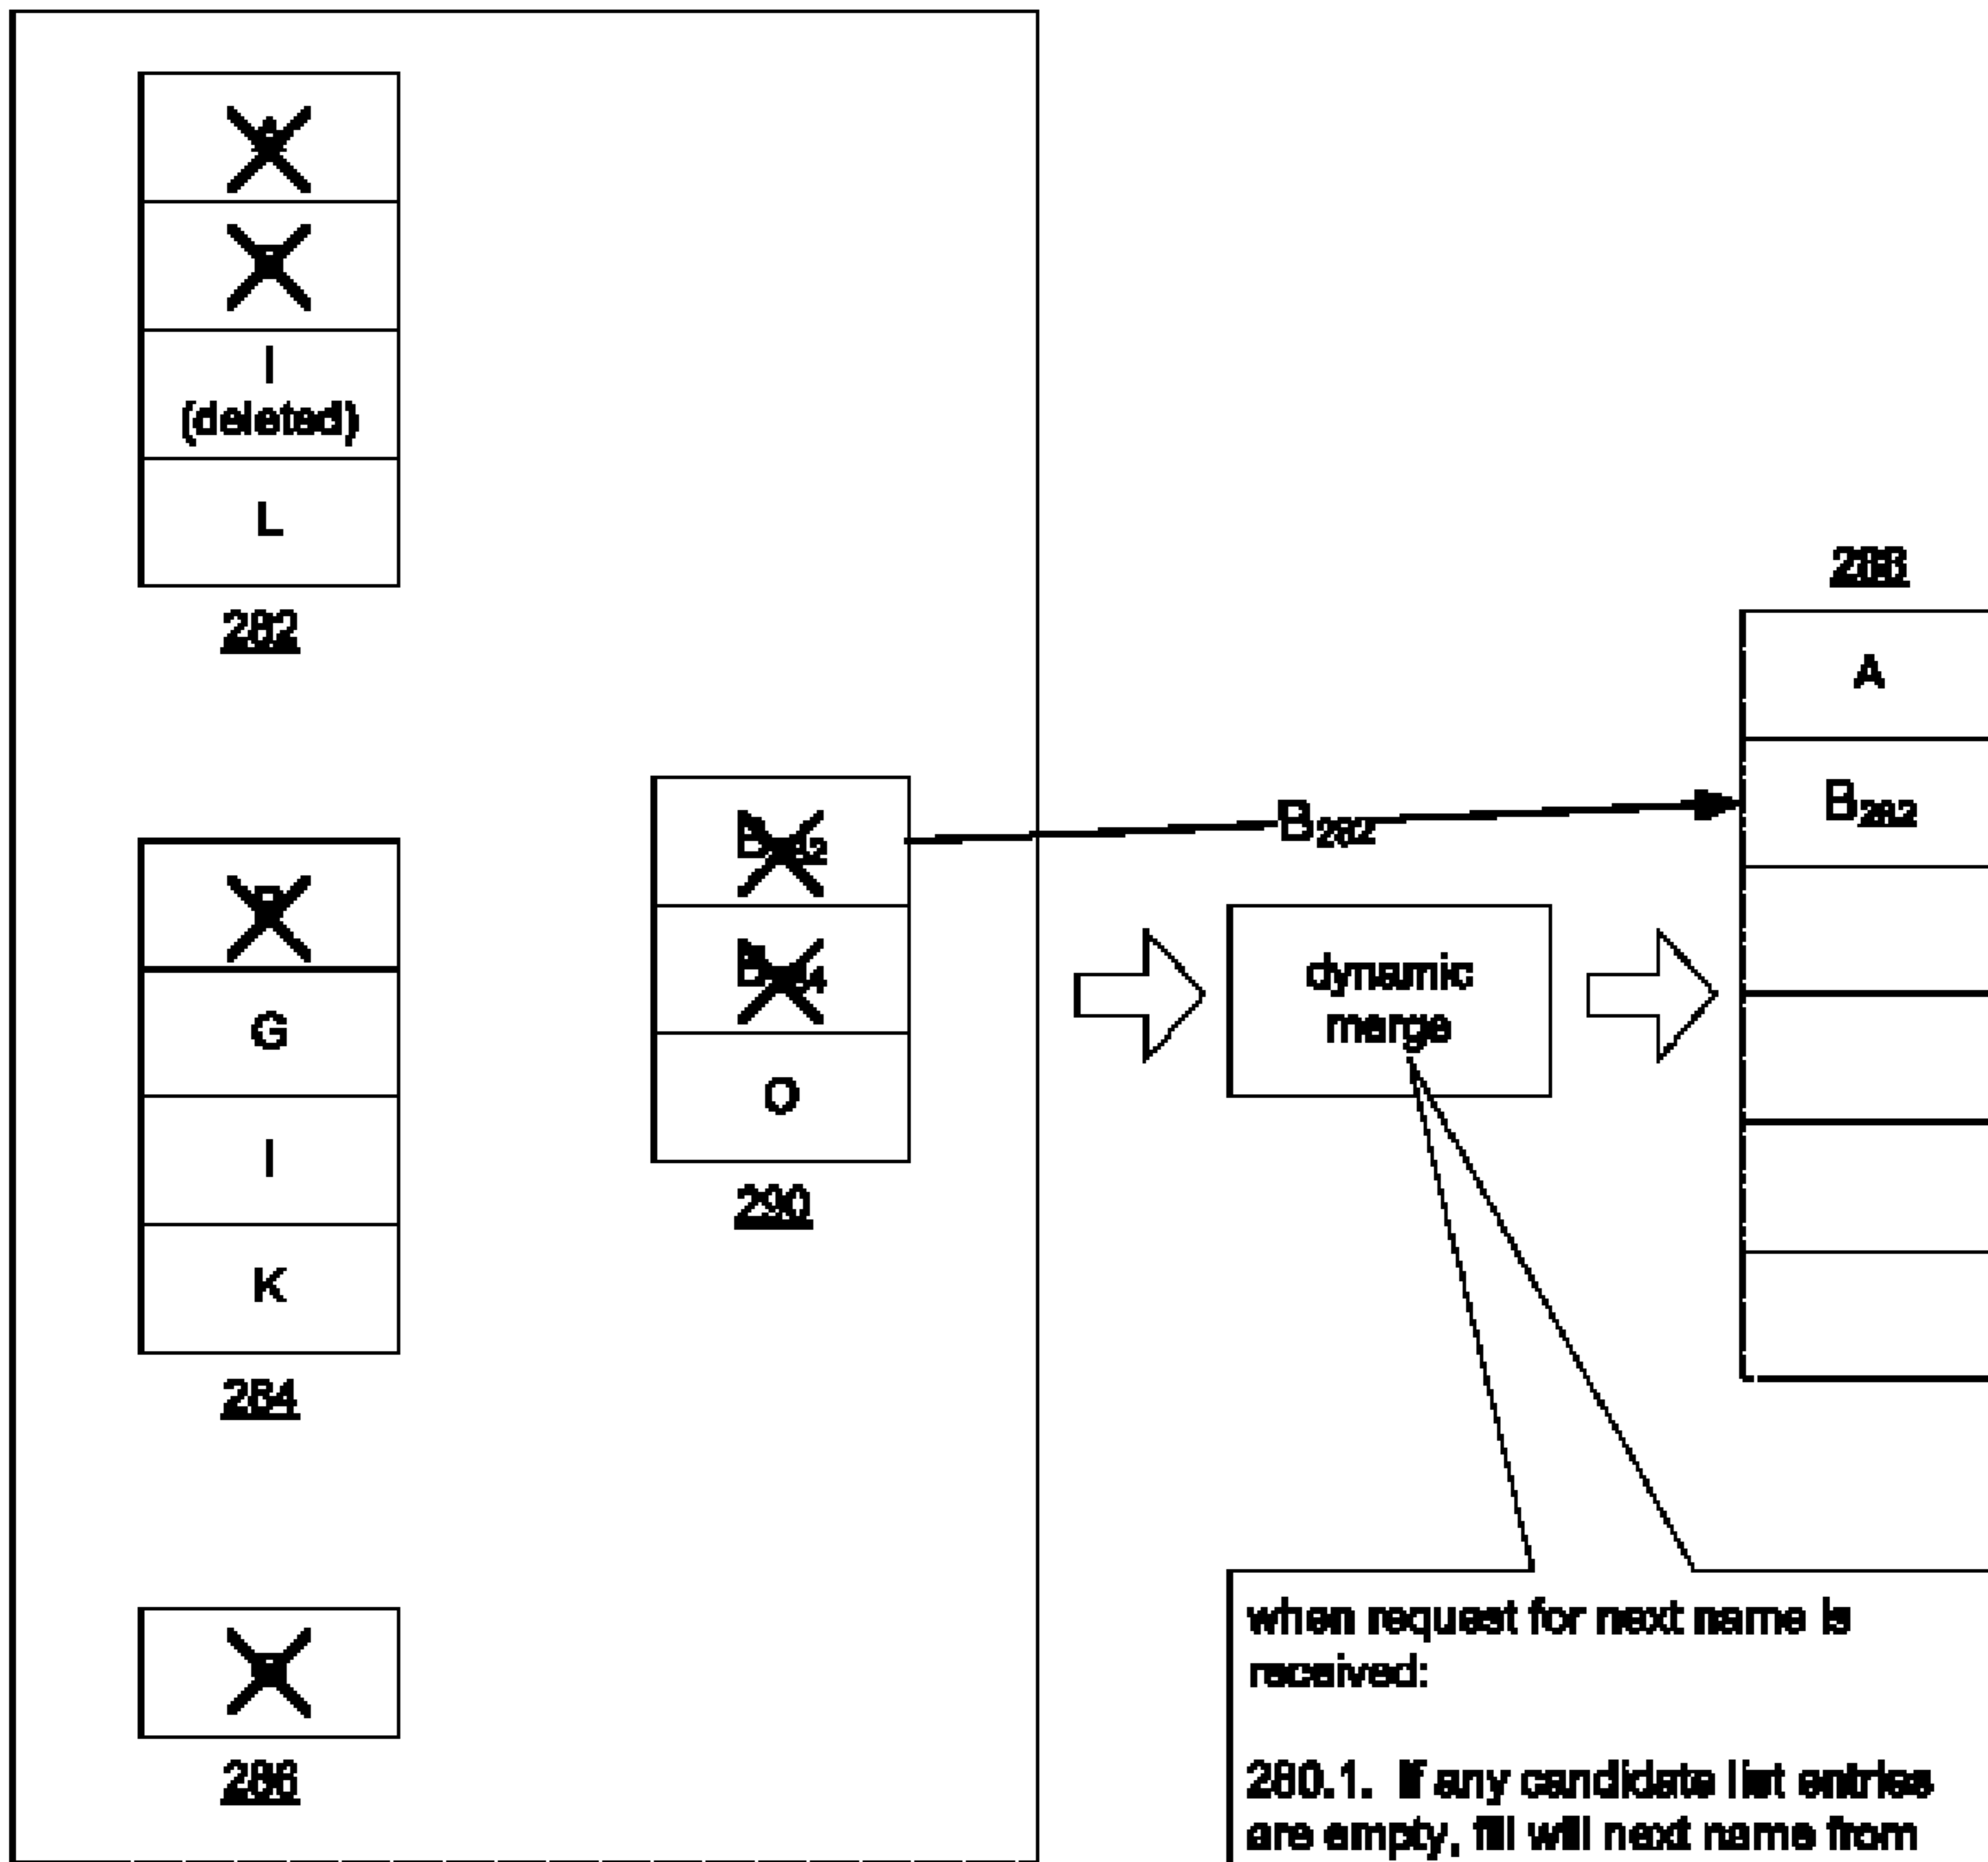 I
(deleted)
L
282
G
I
K
284
286
O
290
B282
dynamic
merge
288
A
B282
when request for next name is
received:
280.1. If any candidate list entries
are empty, fill will next name from